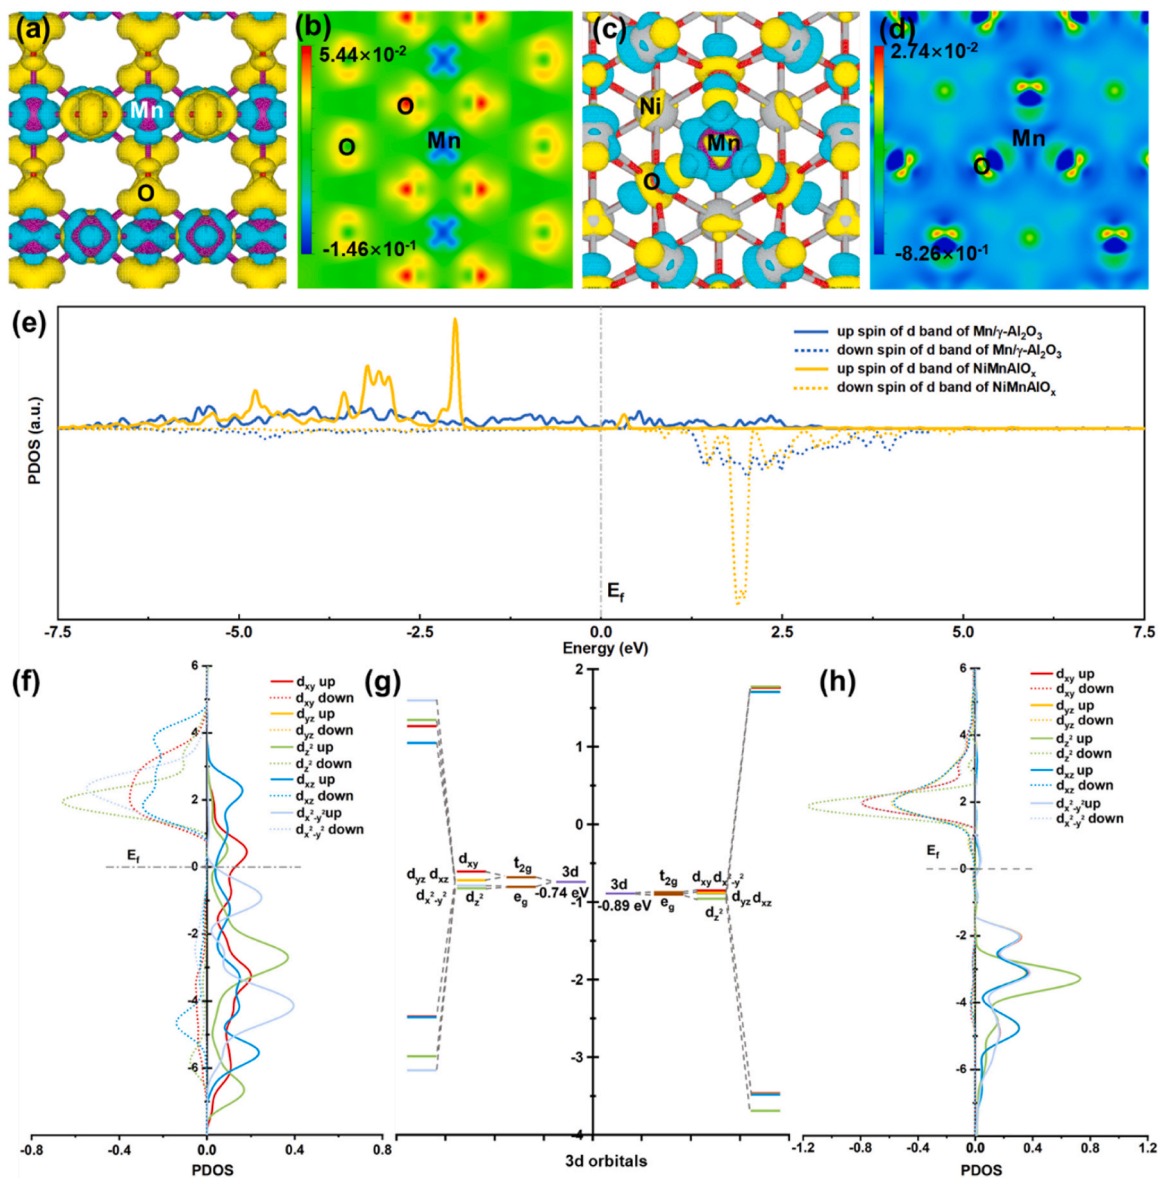 (a)
Mn
O
(b)
5.44×10⁻²
O
O
Mn
-1.46×10⁻¹
(c)
Ni
Mn
O
(d)
2.74×10⁻²
Mn
O
-8.26×10⁻¹
(e)
PDOS (a.u.)
up spin of d band of Mn/γ-Al₂O₃
down spin of d band of Mn/γ-Al₂O₃
up spin of d band of NiMnAlOₓ
down spin of d band of NiMnAlOₓ
E_f
-7.5 -5.0 -2.5 0.0 2.5 5.0 7.5
Energy (eV)
(f)
6
4
2
0
-2
-4
-6
E_f
d_xy up
d_xy down
d_yz up
d_yz down
d_z² up
d_z² down
d_xz up
d_xz down
d_x²-y² up
d_x²-y² down
-0.8 -0.4 0.0 0.4 0.8
PDOS
(g)
2
1
0
-1
-2
-3
-4
d_xy
d_yz d_xz
d_x²-y²
d_z²
t₂g
e_g
3d
-0.74 eV
3d
-0.89 eV
t₂g
e_g
d_xy d_x²-y²
d_yz d_xz
d_z²
3d orbitals
(h)
6
4
2
0
-2
-4
-6
E_f
d_xy up
d_xy down
d_yz up
d_yz down
d_z² up
d_z² down
d_xz up
d_xz down
d_x²-y² up
d_x²-y² down
-1.2 -0.8 -0.4 0.0 0.4 0.8 1.2
PDOS